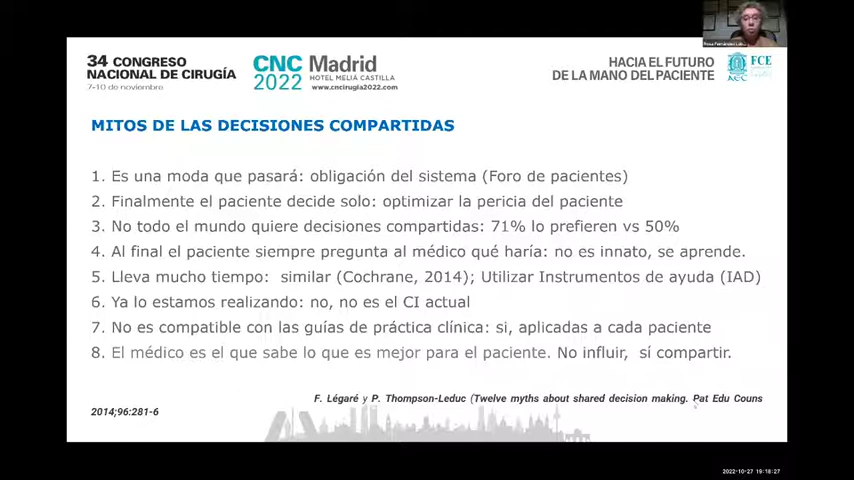 34 CONGRESO
NACIONAL DE CIRUGÍA
7-10 de noviembre
CNC
2022
Madrid
HOTEL MELIÁ CASTILLA
www.cncirugia2022.com
HACIA EL FUTURO
DE LA MANO DEL PACIENTE
AEC
FCE
MITOS DE LAS DECISIONES COMPARTIDAS
1. Es una moda que pasará: obligación del sistema (Foro de pacientes)
2. Finalmente el paciente decide solo: optimizar la pericia del paciente
3. No todo el mundo quiere decisiones compartidas: 71% lo prefieren vs 50%
4. Al final el paciente siempre pregunta al médico qué haría: no es innato, se aprende.
5. Lleva mucho tiempo: similar (Cochrane, 2014); Utilizar Instrumentos de ayuda (IAD)
6. Ya lo estamos realizando: no, no es el CI actual
7. No es compatible con las guías de práctica clínica: si, aplicadas a cada paciente
8. El médico es el que sabe lo que es mejor para el paciente. No influir, sí compartir.
F. Légaré y P. Thompson-Leduc (Twelve myths about shared decision making. Pat Edu Couns
2014;96:281-6
2022-10-27 19:18:27